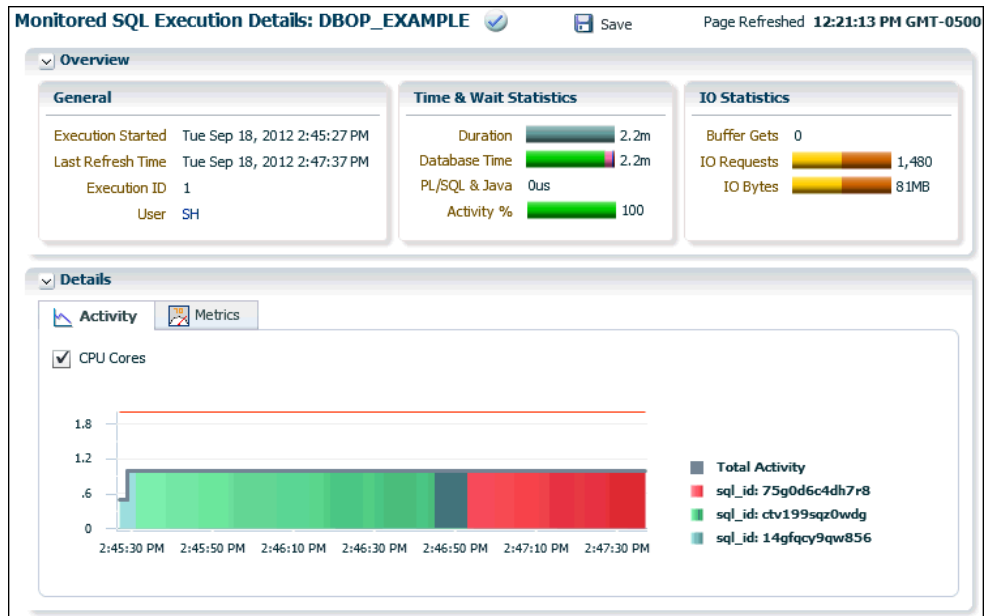 Monitored SQL Execution Details: DBOP_EXAMPLE Save Page Refreshed 12:21:13 PM GMT-0500
Overview
General
Execution Started Tue Sep 18, 2012 2:45:27 PM
Last Refresh Time Tue Sep 18, 2012 2:47:37 PM
Execution ID 1
User SH
Time & Wait Statistics
Duration 2.2m
Database Time 2.2m
PL/SQL & Java 0us
Activity % 100
IO Statistics
Buffer Gets 0
IO Requests 1,480
IO Bytes 81MB
Details
Activity Metrics
CPU Cores
1.8
1.2
.6
0
2:45:30 PM 2:45:50 PM 2:46:10 PM 2:46:30 PM 2:46:50 PM 2:47:10 PM 2:47:30 PM
Total Activity
sql_id: 75g0d6c4dh7r8
sql_id: ctv199sqz0wdg
sql_id: 14gfqcy9qw856